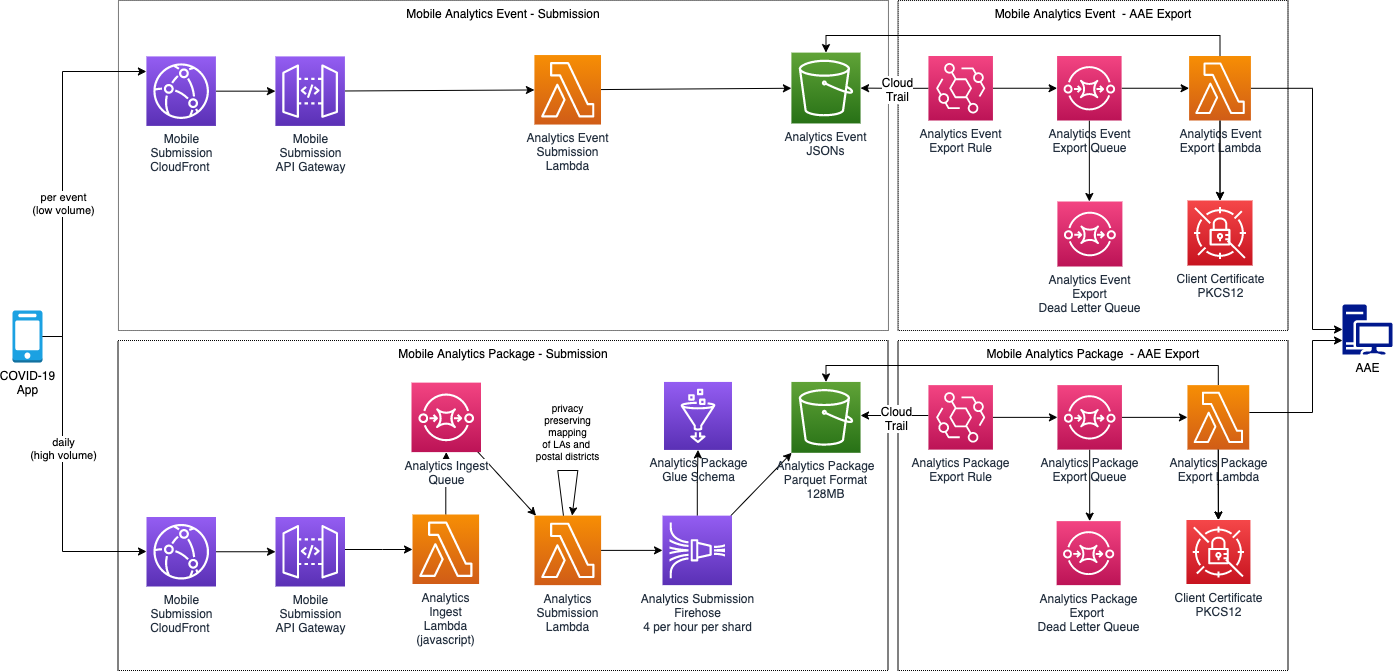 Mobile Analytics Event - Submission
Mobile Analytics Event - AAE Export
Mobile
Submission
CloudFront
Mobile
Submission
API Gateway
Analytics Event
Submission
Lambda
Analytics Event
JSONs
Cloud
Trail
Analytics Event
Export Rule
Analytics Event
Export Queue
Analytics Event
Export Lambda
per event
(low volume)
Analytics Event
Export
Dead Letter Queue
Client Certificate
PKCS12
COVID-19
App
AAE
Mobile Analytics Package - Submission
Mobile Analytics Package - AAE Export
daily
(high volume)
Analytics Ingest
Queue
privacy
preserving
mapping
of LAs and
postal districts
Analytics Package
Glue Schema
Analytics Package
Parquet Format
128MB
Cloud
Trail
Analytics Package
Export Rule
Analytics Package
Export Queue
Analytics Package
Export Lambda
Mobile
Submission
CloudFront
Mobile
Submission
API Gateway
Analytics
Ingest
Lambda
(javascript)
Analytics
Submission
Lambda
Analytics Submission
Firehose
4 per hour per shard
Analytics Package
Export
Dead Letter Queue
Client Certificate
PKCS12